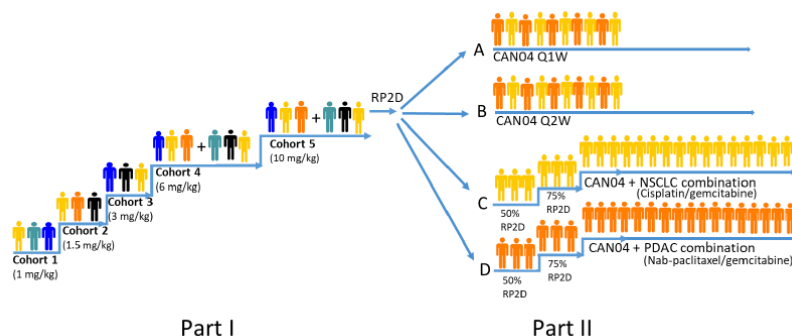 A
CAN04 Q1W
RP2D
B
CAN04 Q2W
+
Cohort 5
(10 mg/kg)
+
Cohort 4
(6 mg/kg)
Cohort 3
(3 mg/kg)
Cohort 2
(1.5 mg/kg)
Cohort 1
(1 mg/kg)
C
50%
RP2D
75%
RP2D
CAN04 + NSCLC combination
(Cisplatin/gemcitabine)
D
50%
RP2D
75%
RP2D
CAN04 + PDAC combination
(Nab-paclitaxel/gemcitabine)
Part I
Part II